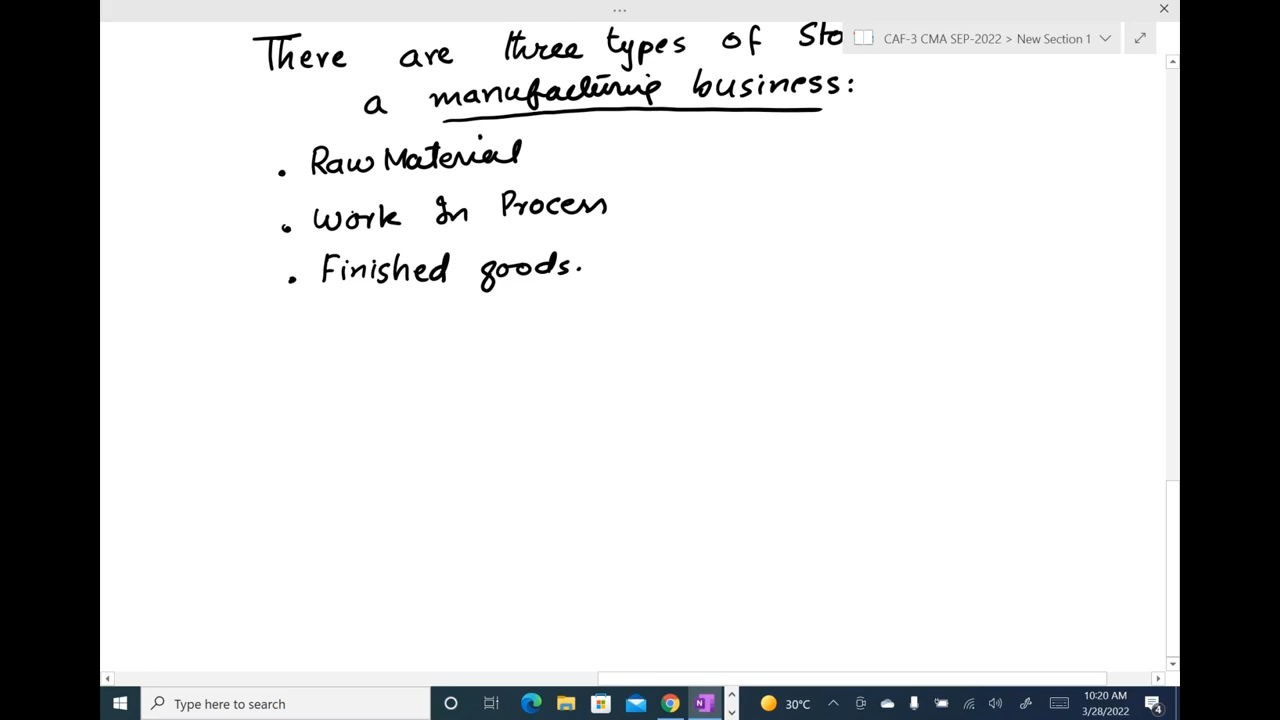 ...
There are three types of Sto
CAF-3 CMA SEP-2022 > New Section 1
a manufacturing business:
. Raw Material
. Work In Process
. Finished goods.
Type here to search
30°C
10:20 AM
3/28/2022
4